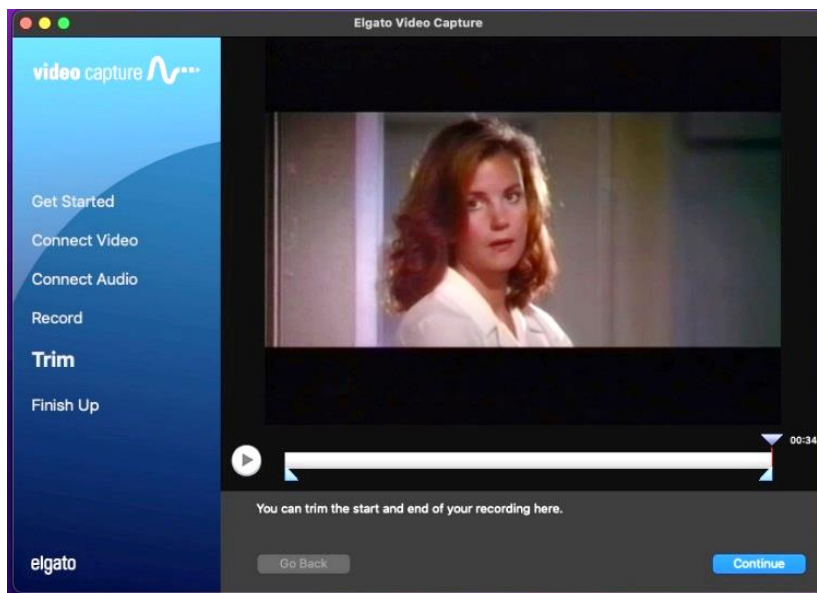 Elgato Video Capture
video capture
Get Started
Connect Video
Connect Audio
Record
Trim
Finish Up
00:34
You can trim the start and end of your recording here.
elgato
Go Back
Continue